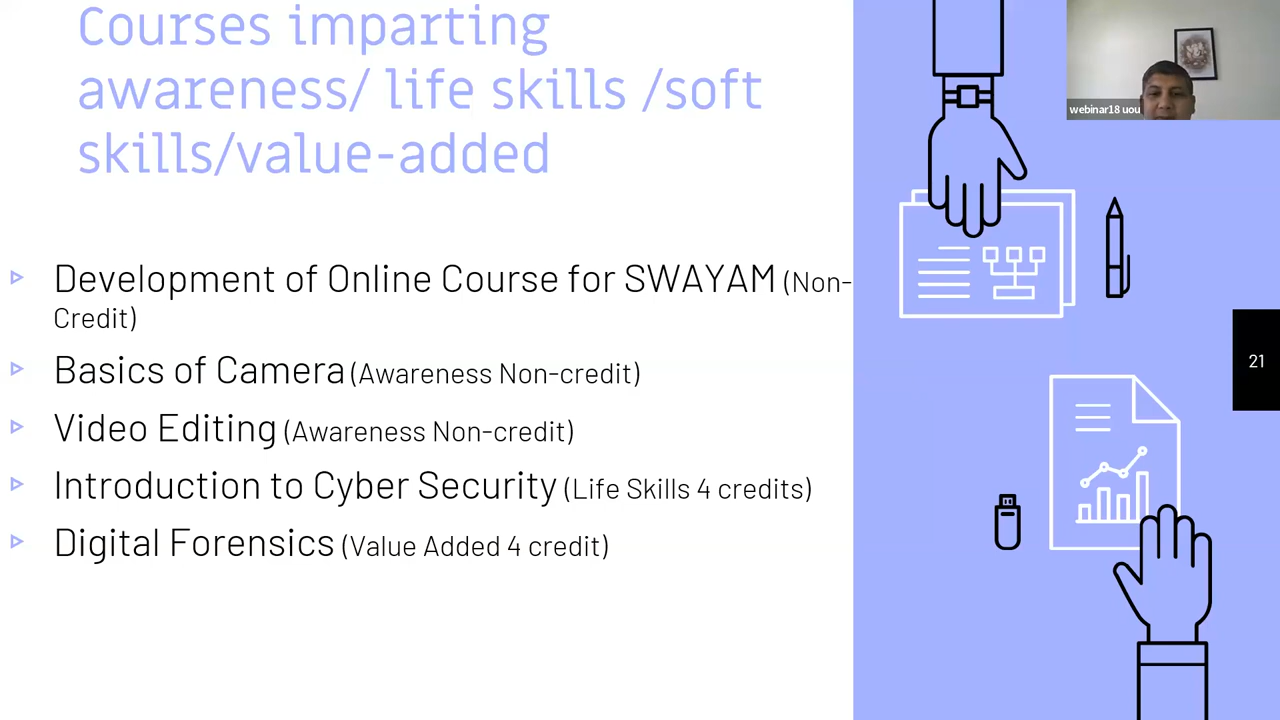 Courses imparting
awareness/ life skills /soft
skills/value-added
webinar18 uou
Development of Online Course for SWAYAM (Non-
Credit)
Basics of Camera (Awareness Non-credit)
Video Editing (Awareness Non-credit)
Introduction to Cyber Security (Life Skills 4 credits)
Digital Forensics (Value Added 4 credit)
21